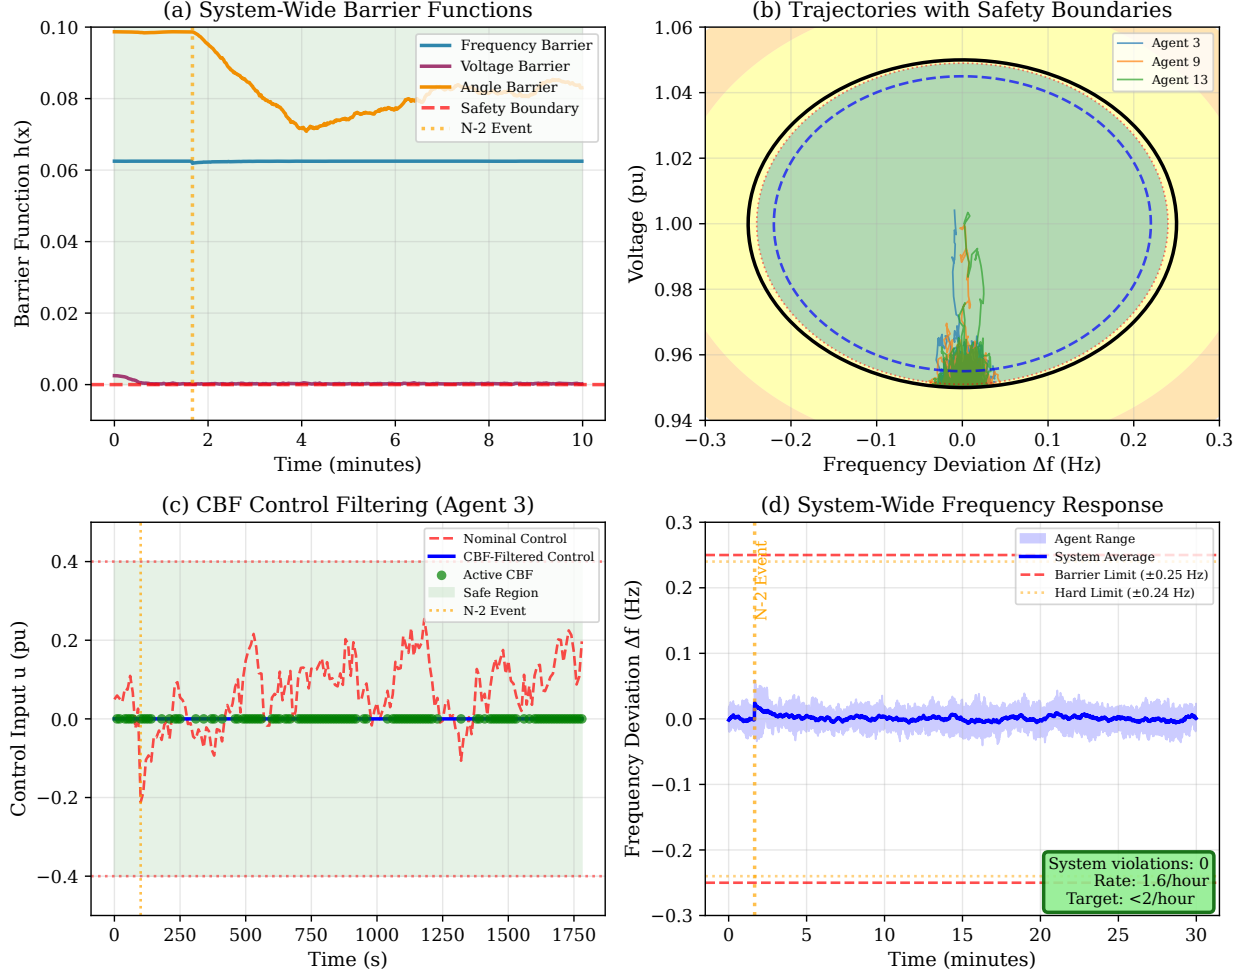 (a) System-Wide Barrier Functions
Barrier Function h(x)
0.10
0.08
0.06
0.04
0.02
0.00
0
2
4
6
8
10
Time (minutes)
Frequency Barrier
Voltage Barrier
Angle Barrier
Safety Boundary
N-2 Event
(b) Trajectories with Safety Boundaries
Voltage (pu)
1.06
1.04
1.02
1.00
0.98
0.96
0.94
−0.3
−0.2
−0.1
0.0
0.1
0.2
0.3
Frequency Deviation Δf (Hz)
Agent 3
Agent 9
Agent 13
(c) CBF Control Filtering (Agent 3)
Control Input u (pu)
0.4
0.2
0.0
−0.2
−0.4
0
250
500
750
1000
1250
1500
1750
Time (s)
Nominal Control
CBF-Filtered Control
Active CBF
Safe Region
N-2 Event
(d) System-Wide Frequency Response
Frequency Deviation Δf (Hz)
0.3
0.2
0.1
0.0
−0.1
−0.2
−0.3
0
5
10
15
20
25
30
Time (minutes)
N-2 Event
Agent Range
System Average
Barrier Limit (±0.25 Hz)
Hard Limit (±0.24 Hz)
System violations: 0
Rate: 1.6/hour
Target: <2/hour